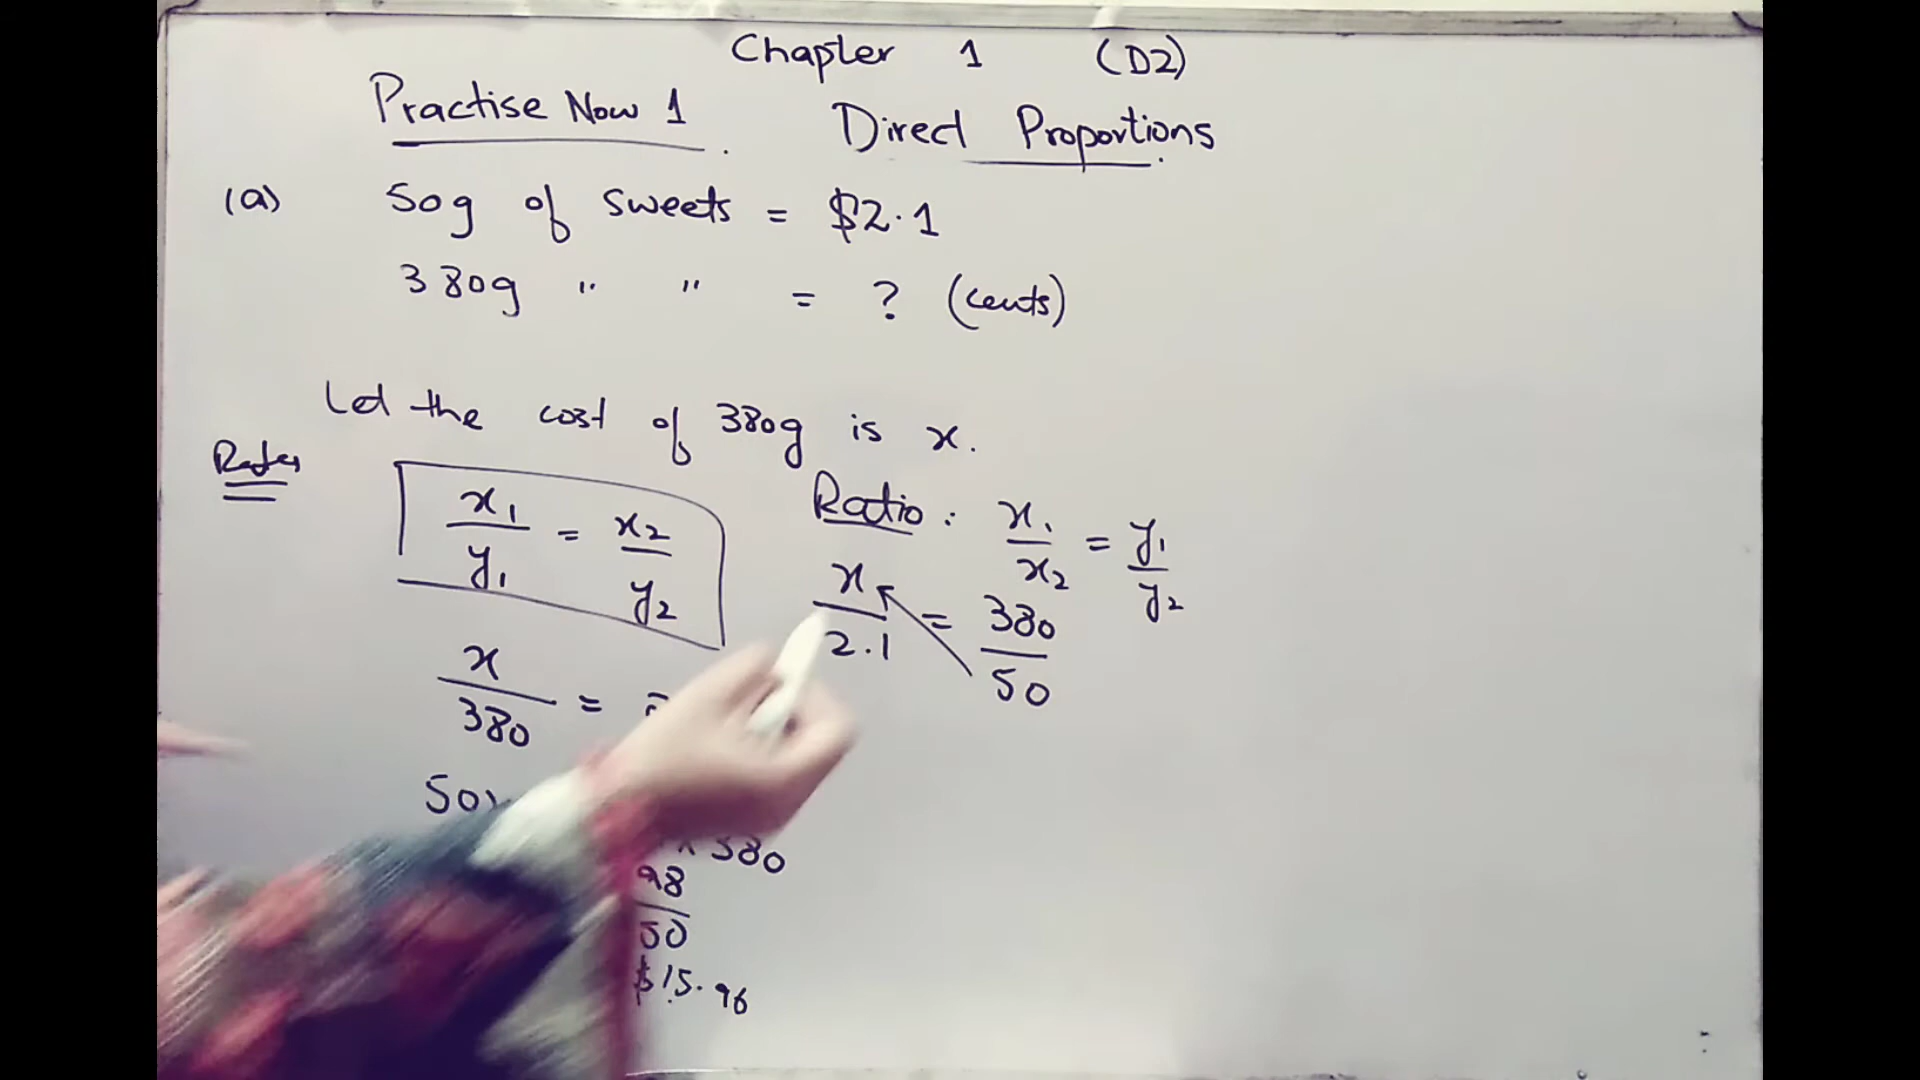 Chapter 1 (D2)
Practise Now 1
Direct Proportions
(a) 50g of sweets = $2.1
380g " " = ? (cents)
Let the cost of 380g is x.
Rates
x₁/y₁ = x₂/y₂
x/380 =
50
x 380
98/50
$15.96
Ratio: x₁/x₂ = y₁/y₂
x/2.1 = 380/50